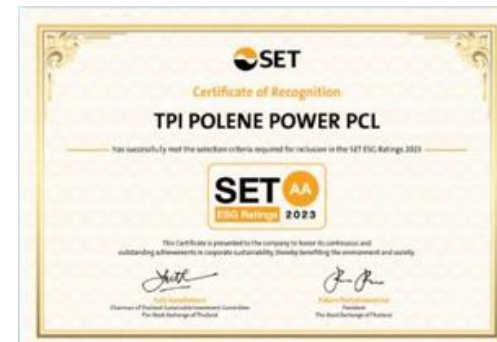 SET
Certificate of Recognition
TPI POLENE POWER PCL
has successfully met the selection criteria required for inclusion in the SET ESG Ratings 2023
SET AA
ESG Ratings 2023
This Certificate is presented to the company to honor its continuous and
outstanding achievements in corporate sustainability, thereby benefiting the environment and society.
President
The Stock Exchange of Thailand
The Stock Exchange of Thailand